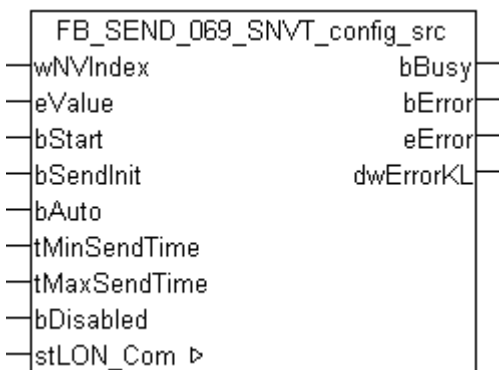 FB_SEND_069_SNVT_config_src
wNVIndex bBusy
eValue bError
bStart eError
bSendInit dwErrorKL
bAuto
tMinSendTime
tMaxSendTime
bDisabled
stLON_Com ▷